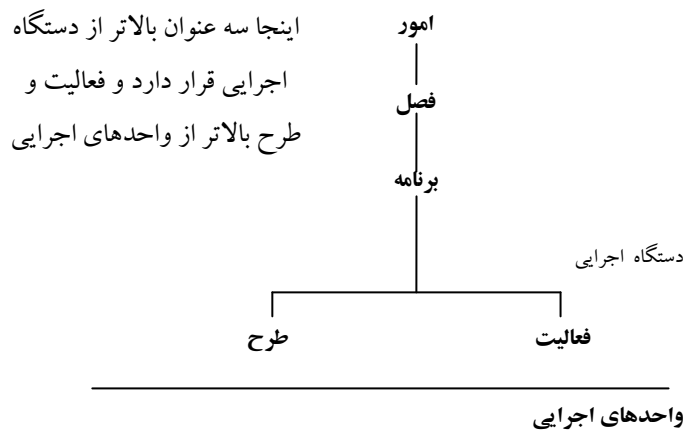 اینجا سه عنوان بالاتر از دستگاه
اجرایی قرار دارد و فعالیت و
طرح بالاتر از واحدهای اجرایی
امور
فصل
برنامه
دستگاه اجرایی
فعالیت
طرح
واحدهای اجرایی